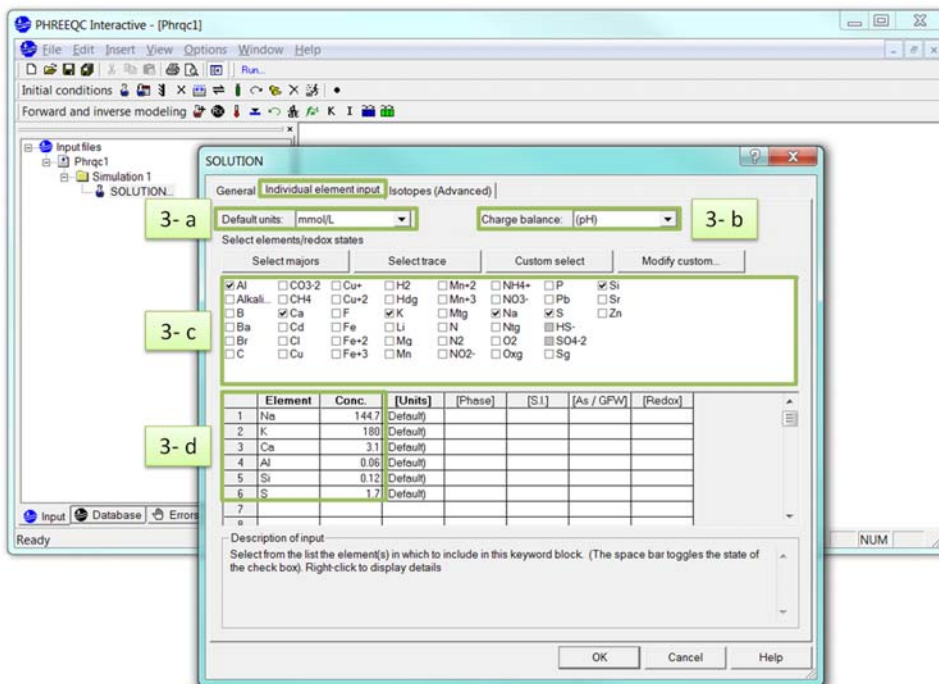 PHREEQC Interactive - [Phrqc1]
File Edit Insert View Options Window Help
Run...
Initial conditions
Forward and inverse modeling K I
Input files
Phrqc1
Simulation 1
SOLUTION...
Input Database Errors
Ready
NUM
SOLUTION
General Individual element input Isotopes (Advanced)
3- a
Default units: mmol/L
Charge balance: (pH)
3- b
Select elements/redox states
Select majors Select trace Custom select Modify custom...
3- c
Al CO3-2 Cu+ H2 Mn+2 NH4+ P Si
Alkali... CH4 Cu+2 Hdg Mn+3 NO3- Pb Sr
B Ca F K Mtg Na S Zn
Ba Cd Fe Li N Ntg HS-
Br Cl Fe+2 Mg N2 O2 SO4-2
C Cu Fe+3 Mn NO2- Oxg Sg
3- d
Element Conc. [Units] [Phase] [S.I.] [As / GFW] [Redox]
1 Na 144.7 Default)
2 K 180 Default)
3 Ca 3.1 Default)
4 Al 0.06 Default)
5 Si 0.12 Default)
6 S 1.7 Default)
7
Description of input
Select from the list the element(s) in which to include in this keyword block. (The space bar toggles the state of
the check box). Right-click to display details
OK Cancel Help